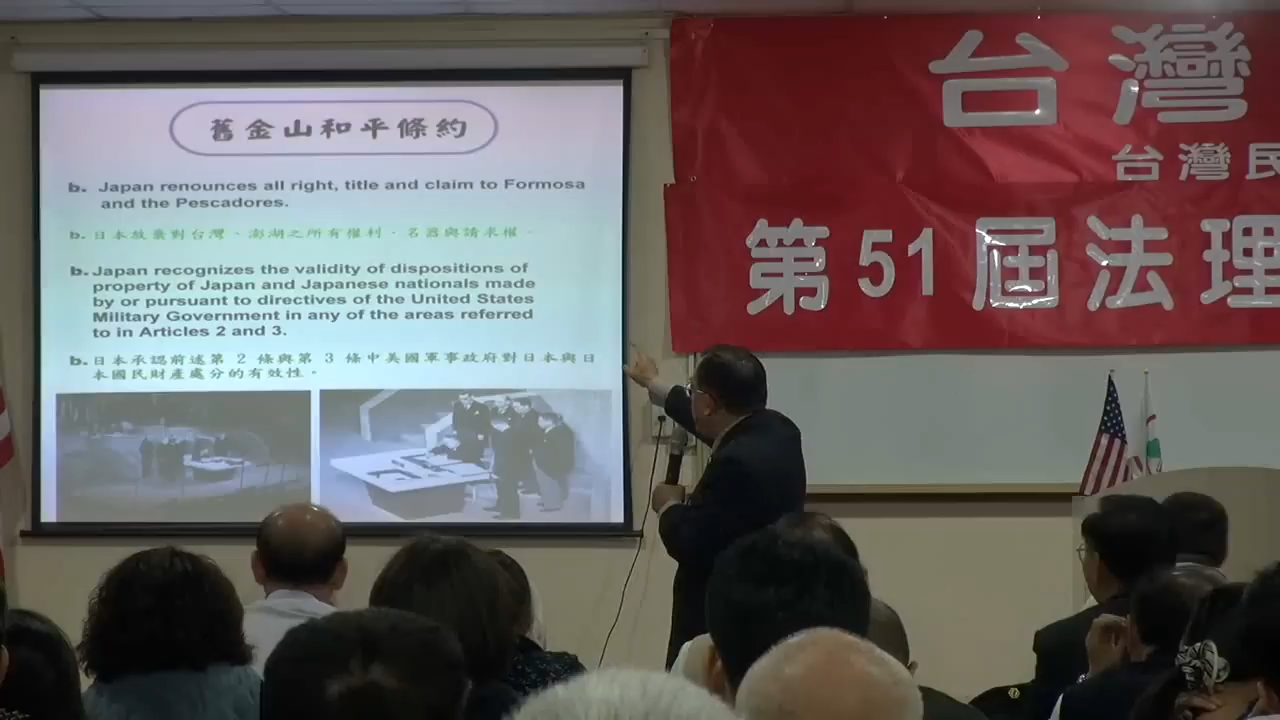 舊金山和平條約
b. Japan renounces all right, title and claim to Formosa
and the Pescadores.
b. 日本放棄對台灣、澎湖之所有權利、名器與請求權。
b. Japan recognizes the validity of dispositions of
property of Japan and Japanese nationals made
by or pursuant to directives of the United States
Military Government in any of the areas referred
to in Articles 2 and 3.
b. 日本承認前述第 2 條與第 3 條中美國軍事政府對日本與日
本國民財產處分的有效性。
台灣
台灣民
第51屆法理